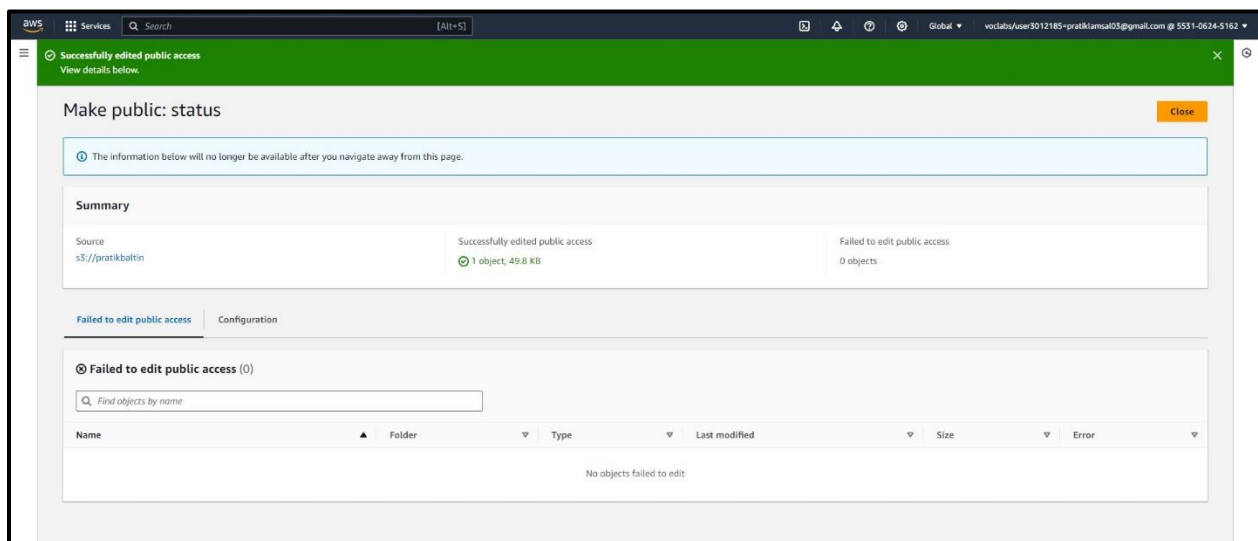 aws Services Search [Alt+S] Global voclabs/user3012185=pratiklamsal03@gmail.com @ 5531-0624-5162
Successfully edited public access
View details below.
Make public: status Close
The information below will no longer be available after you navigate away from this page.
Summary
Source Successfully edited public access Failed to edit public access
s3://pratikbaltin 1 object, 49.8 KB 0 objects
Failed to edit public access Configuration
Failed to edit public access (0)
Find objects by name
Name Folder Type Last modified Size Error
No objects failed to edit